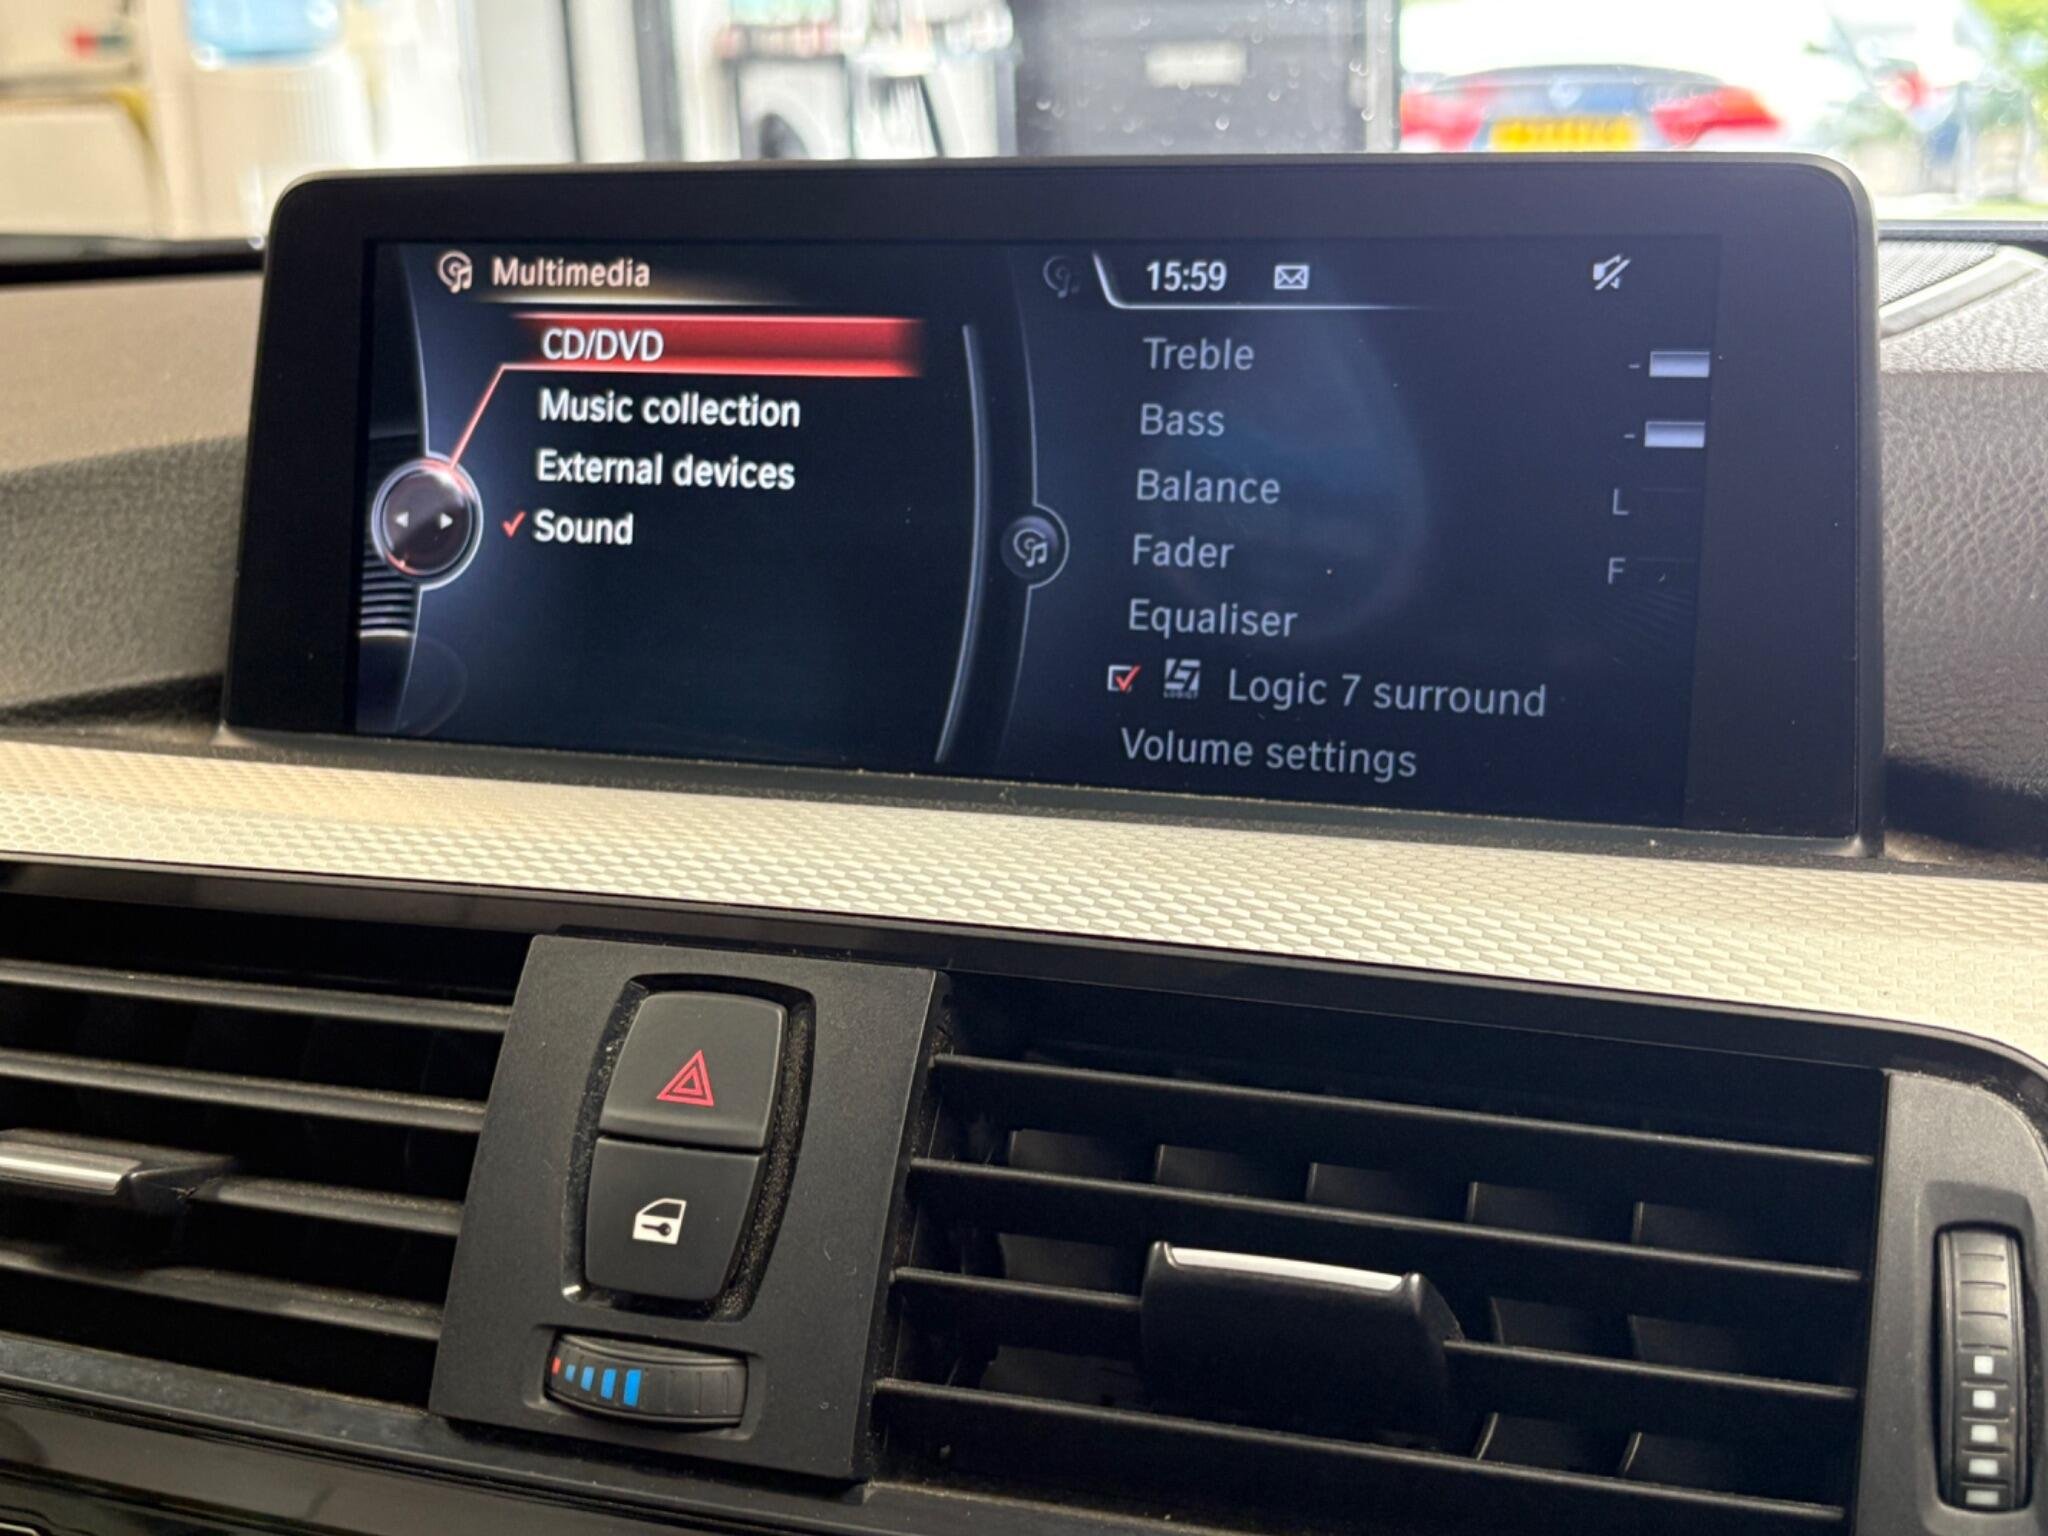 Multimedia
CD/DVD
Music collection
External devices
Sound
15:59
Treble -
Bass -
Balance L
Fader F
Equaliser
LOGIC7 Logic 7 surround
Volume settings